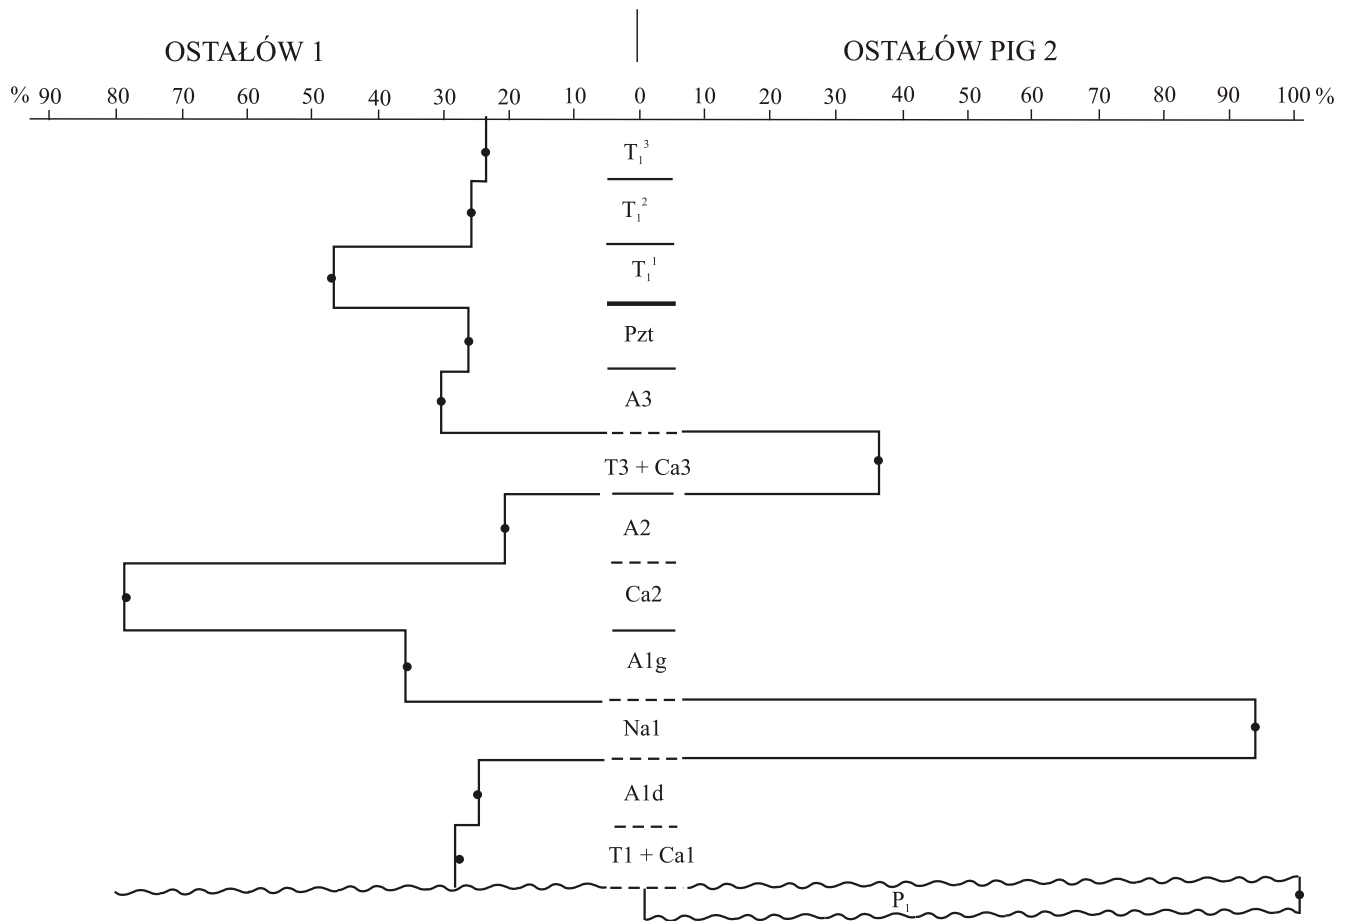 OSTAŁÓW 1 OSTAŁÓW PIG 2
% 90 80 70 60 50 40 30 20 10 0 10 20 30 40 50 60 70 80 90 100 %
T₁³
T₁²
T₁¹
Pzt
A3
T3 + Ca3
A2
Ca2
A1g
Na1
A1d
T1 + Ca1
P₁